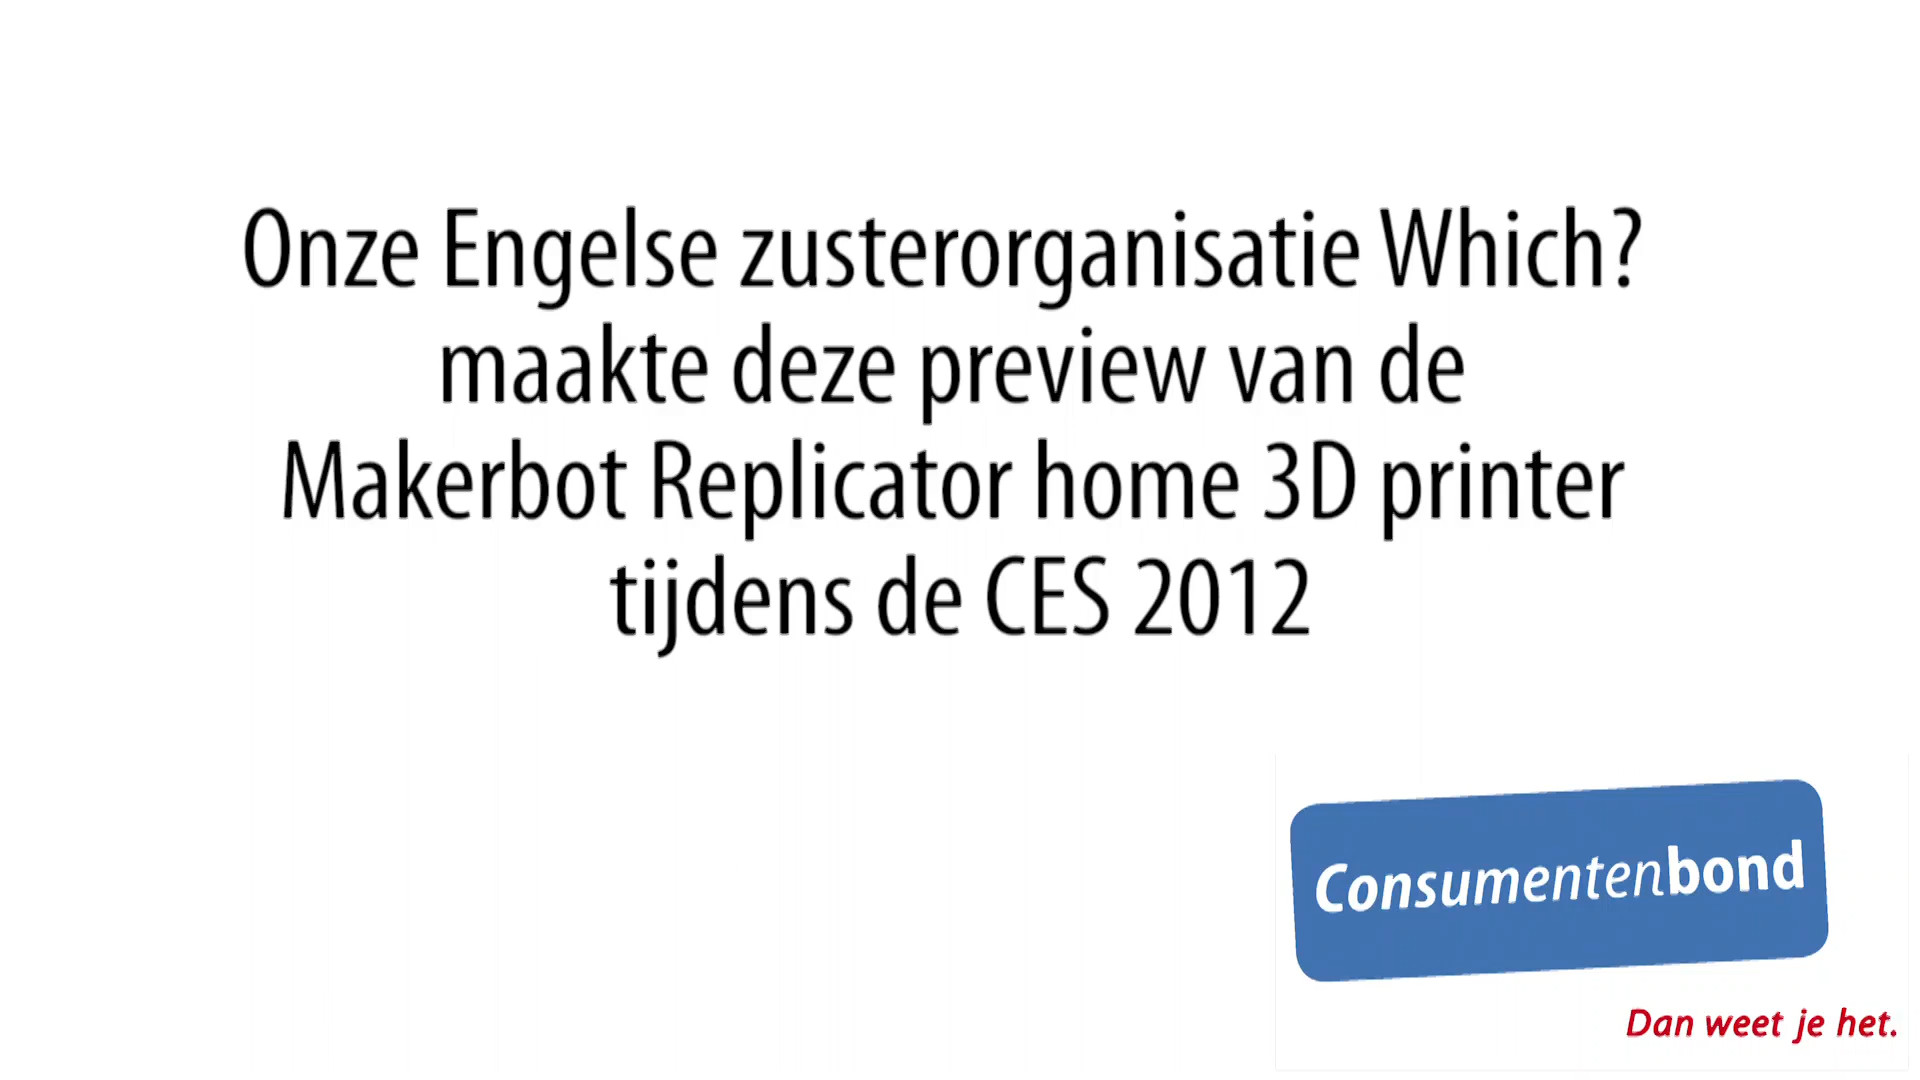 Onze Engelse zusterorganisatie Which?
maakte deze preview van de
Makerbot Replicator home 3D printer
tijdens de CES 2012
Consumentenbond
Dan weet je het.